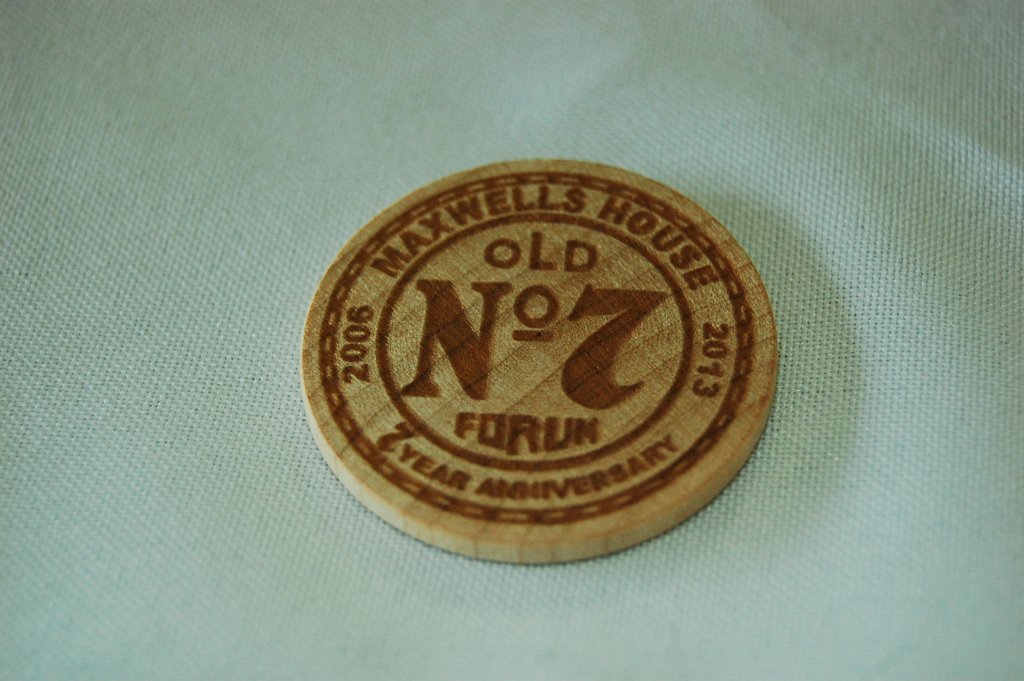 MAXWELLS HOUSE
2006
OLD
No 7
FORUM
2013
7 YEAR ANNIVERSARY